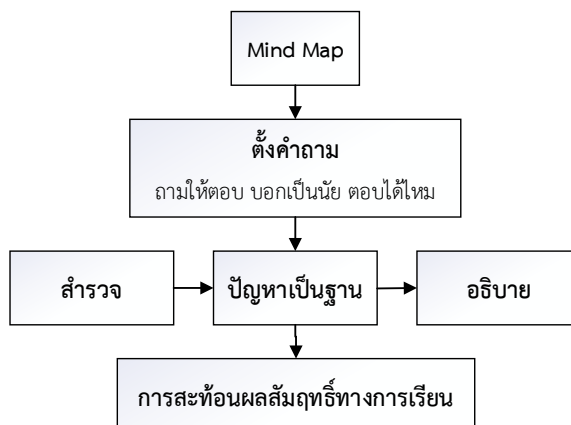 Mind Map
ตั้งคำถาม
ถามให้ตอบ บอกเป็นนัย ตอบได้ไหม
สำรวจ
ปัญหาเป็นฐาน
อธิบาย
การสะท้อนผลสัมฤทธิ์ทางการเรียน